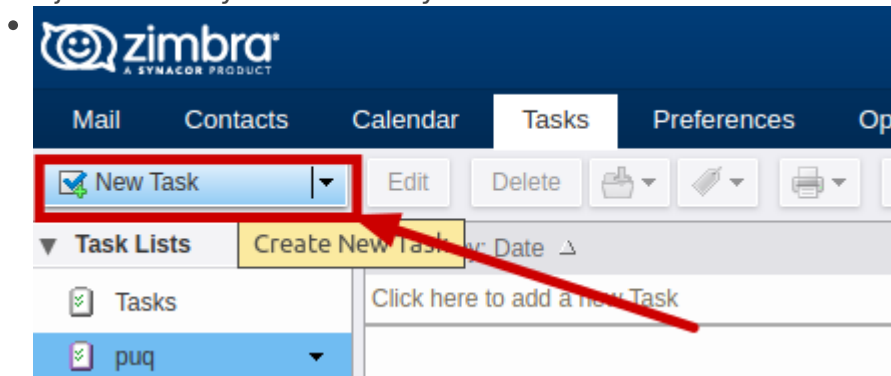 zimbra
A SYNACOR PRODUCT
Mail Contacts Calendar Tasks Preferences
New Task Edit Delete
Task Lists Create New Task y: Date
Tasks Click here to add a new Task
puq